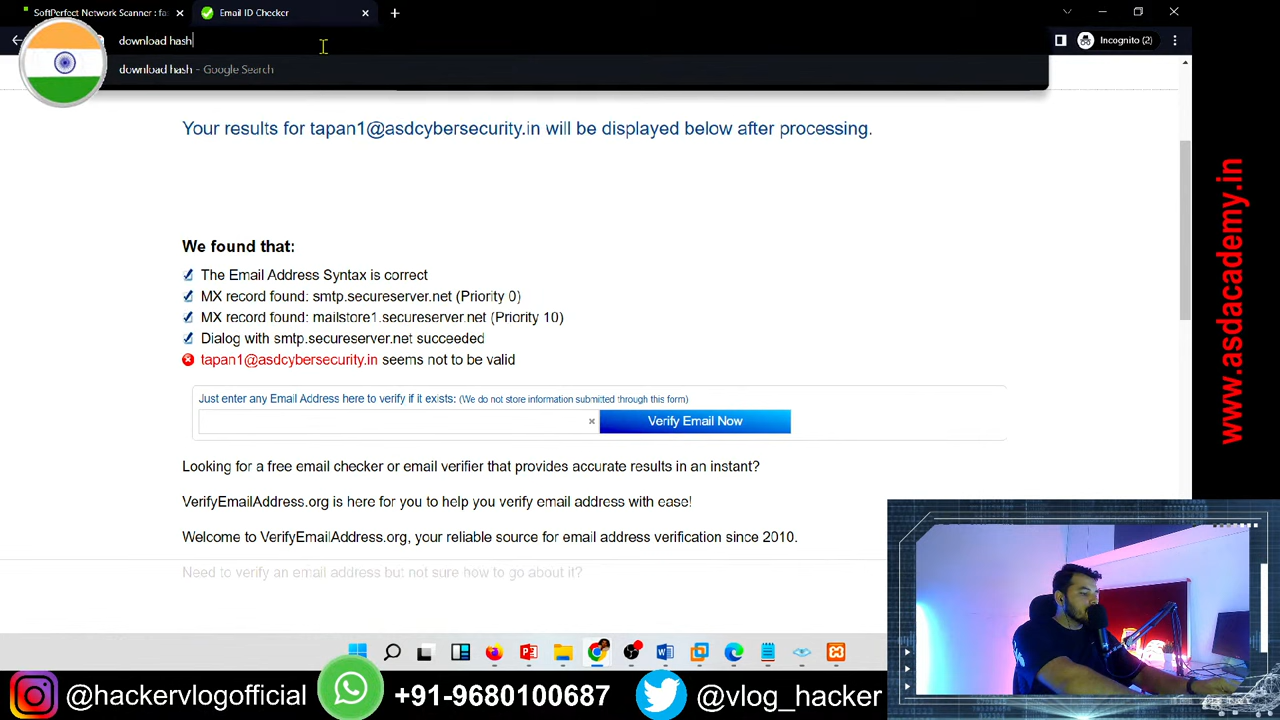 SoftPerfect Network Scanner : fas
Email ID Checker
download hash
Incognito (2)
download hash - Google Search
Your results for tapan1@asdcybersecurity.in will be displayed below after processing.
We found that:
The Email Address Syntax is correct
MX record found: smtp.secureserver.net (Priority 0)
MX record found: mailstore1.secureserver.net (Priority 10)
Dialog with smtp.secureserver.net succeeded
tapan1@asdcybersecurity.in seems not to be valid
Just enter any Email Address here to verify if it exists: (We do not store information submitted through this form)
Verify Email Now
Looking for a free email checker or email verifier that provides accurate results in an instant?
VerifyEmailAddress.org is here for you to help you verify email address with ease!
Welcome to VerifyEmailAddress.org, your reliable source for email address verification since 2010.
Need to verify an email address but not sure how to go about it?
www.asdacademy.in
@hackervlogofficial
+91-9680100687
@vlog_hacker